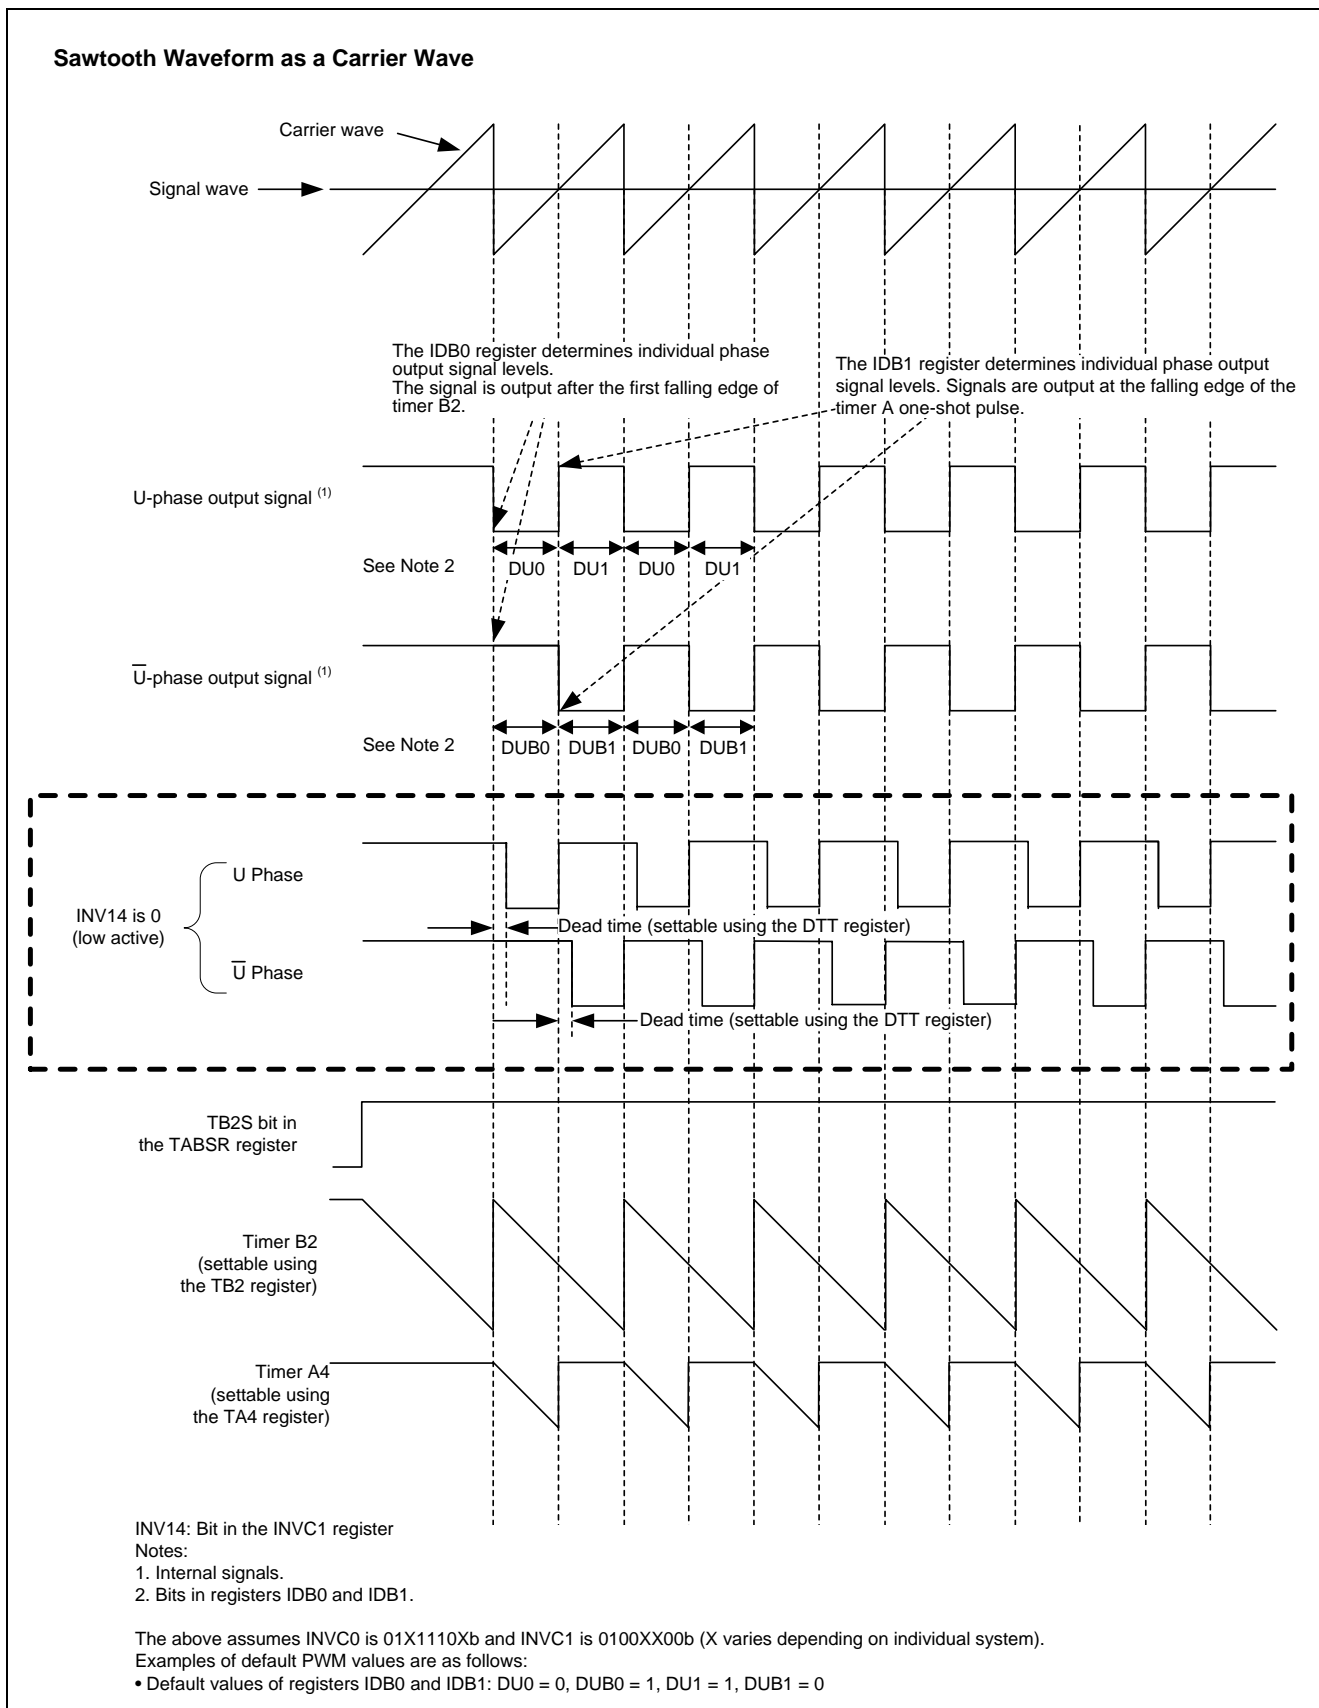 Sawtooth Waveform as a Carrier Wave
Carrier wave
Signal wave
The IDB0 register determines individual phase
output signal levels.
The signal is output after the first falling edge of
timer B2.
The IDB1 register determines individual phase output
signal levels. Signals are output at the falling edge of the
timer A one-shot pulse.
U-phase output signal (1)
See Note 2
DU0
DU1
DU0
DU1
U̅-phase output signal (1)
See Note 2
DUB0
DUB1
DUB0
DUB1
U Phase
INV14 is 0
(low active)
Dead time (settable using the DTT register)
U̅ Phase
Dead time (settable using the DTT register)
TB2S bit in
the TABSR register
Timer B2
(settable using
the TB2 register)
Timer A4
(settable using
the TA4 register)
INV14: Bit in the INVC1 register
Notes:
1. Internal signals.
2. Bits in registers IDB0 and IDB1.
The above assumes INVC0 is 01X1110Xb and INVC1 is 0100XX00b (X varies depending on individual system).
Examples of default PWM values are as follows:
• Default values of registers IDB0 and IDB1: DU0 = 0, DUB0 = 1, DU1 = 1, DUB1 = 0